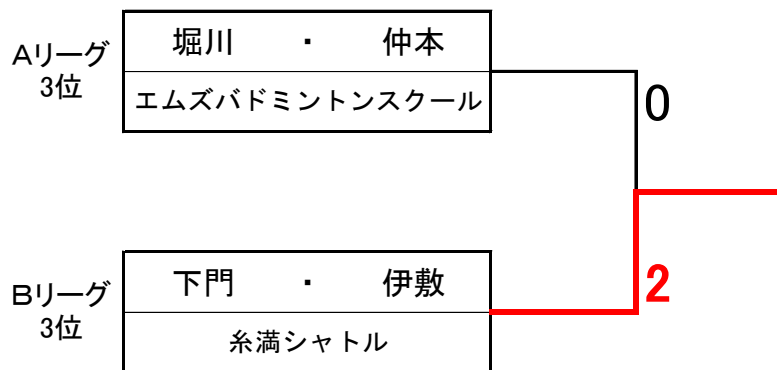 Aリーグ
3位
堀川 ・ 仲本
エムズバドミントンスクール
0
Bリーグ
3位
下門 ・ 伊敷
糸満シャトル
2